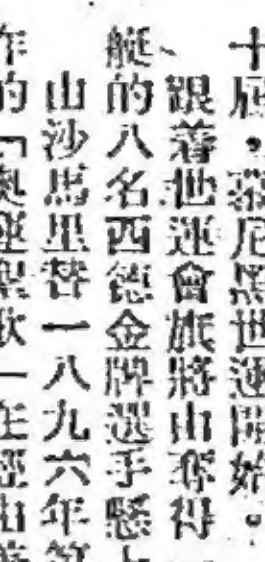 十屆，慕尼黑世運開始。
跟着世運會旗將由奪得
艇的八名西德金牌選手懸
山沙馬里替一八九六年
作的「奧運